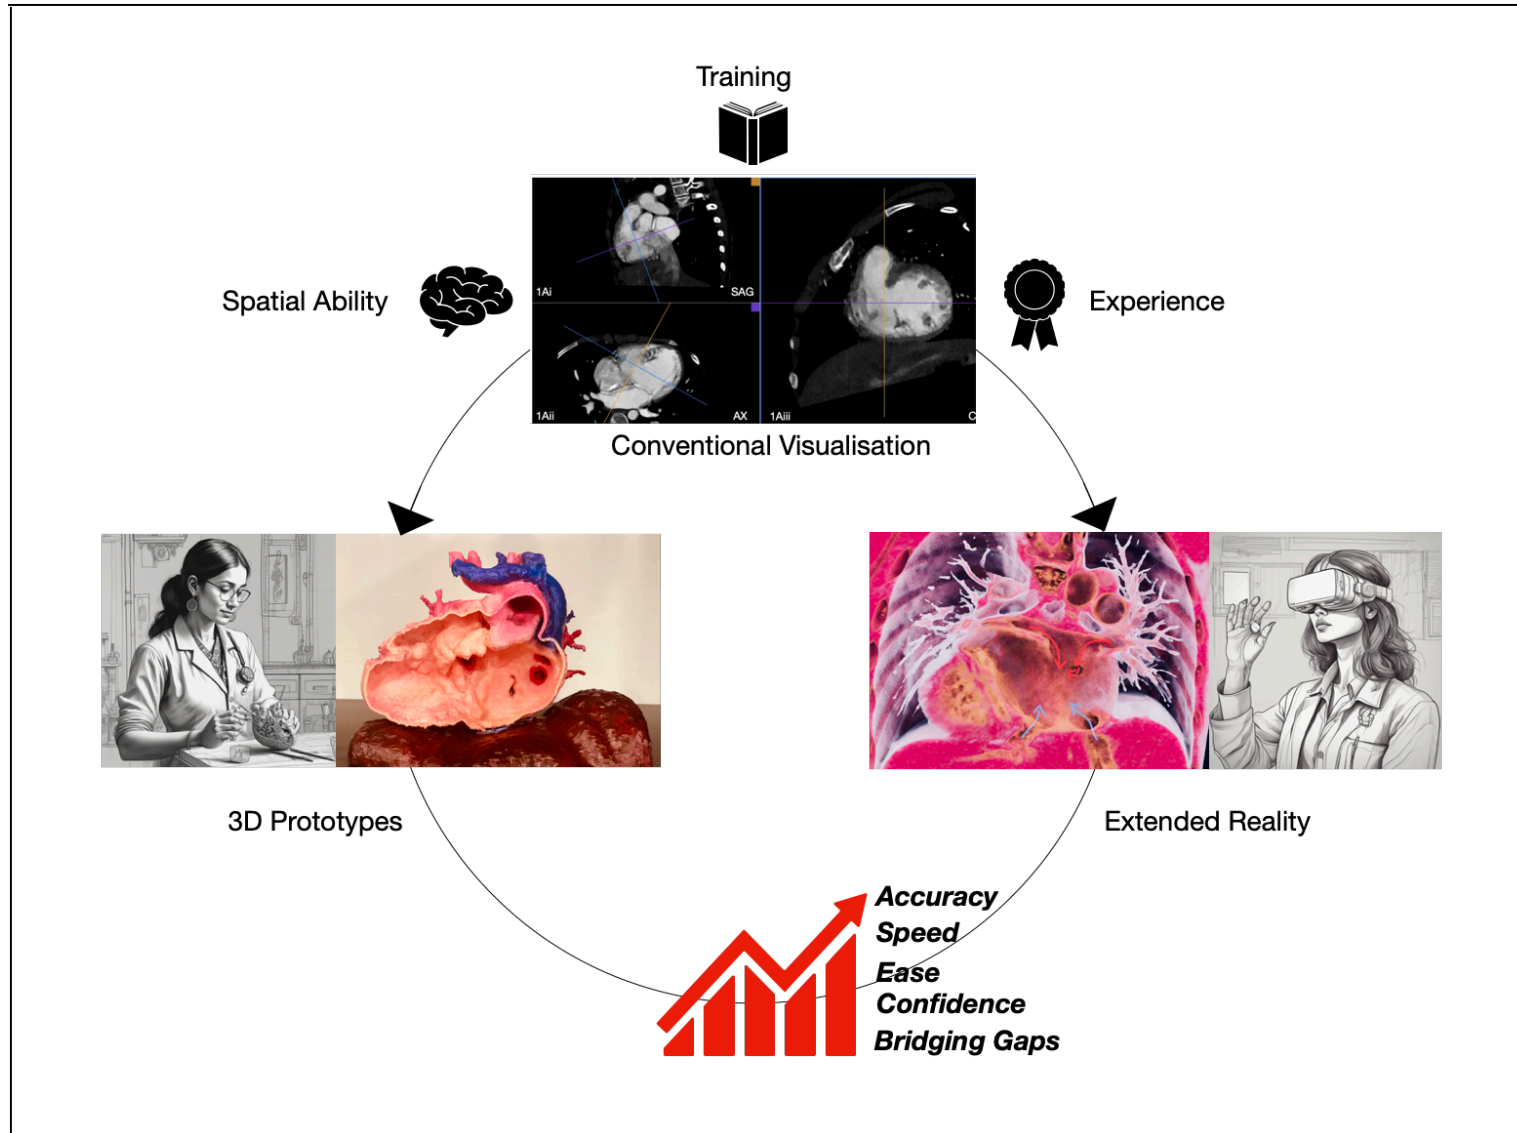 Training
Spatial Ability
Experience
1Ai
SAG
1Aii
AX
1Aiii
C
Conventional Visualisation
3D Prototypes
Extended Reality
Accuracy
Speed
Ease
Confidence
Bridging Gaps